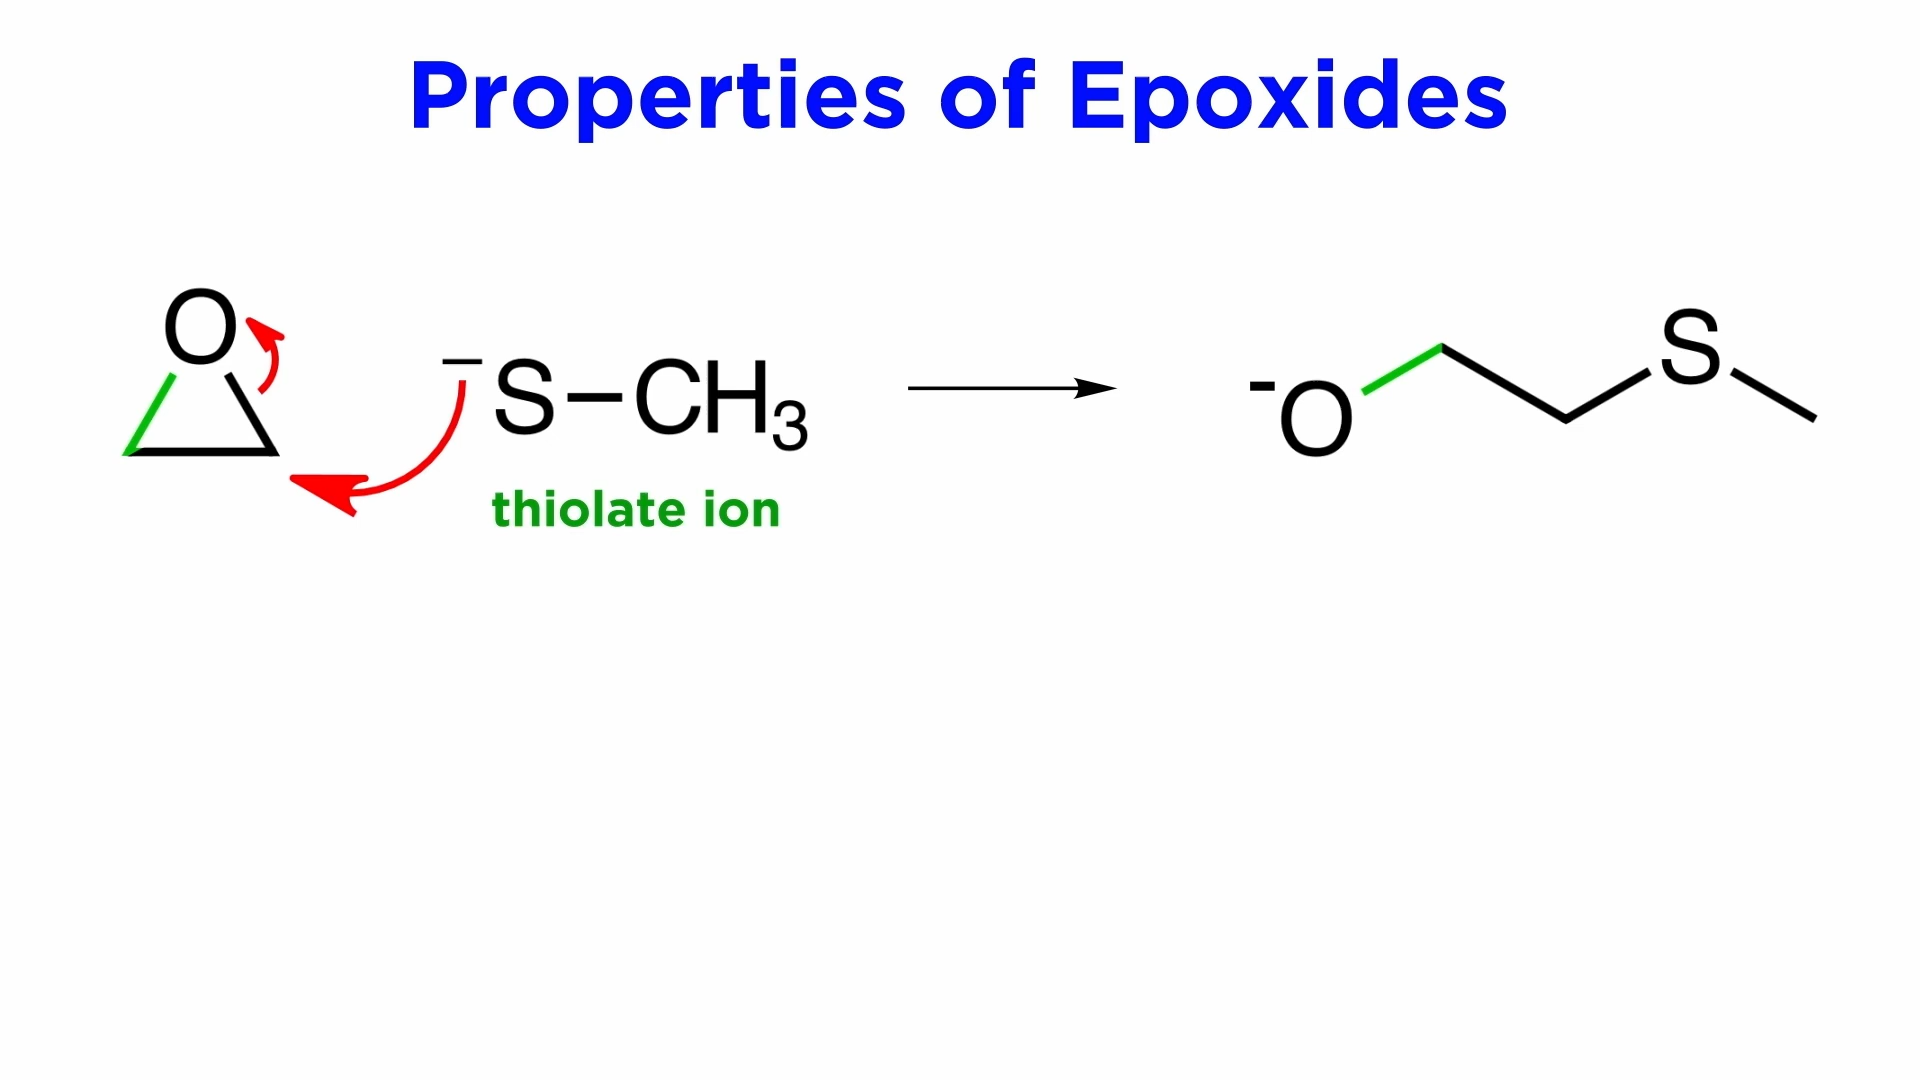 Properties of Epoxides
O
⁻S–CH₃
thiolate ion
⁻O
S